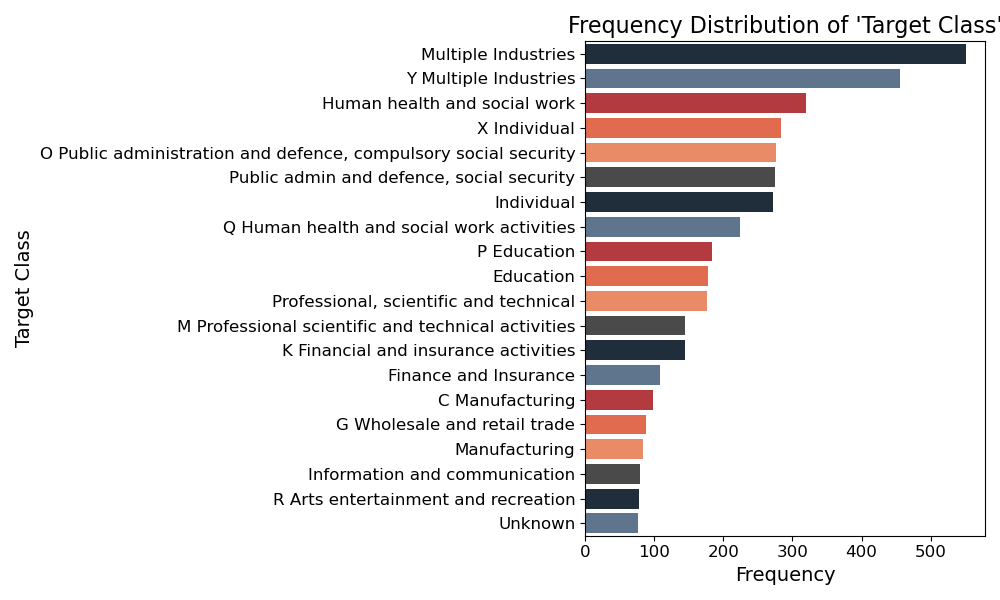 Frequency Distribution of 'Target Class'
Target Class
Multiple Industries
Y Multiple Industries
Human health and social work
X Individual
O Public administration and defence, compulsory social security
Public admin and defence, social security
Individual
Q Human health and social work activities
P Education
Education
Professional, scientific and technical
M Professional scientific and technical activities
K Financial and insurance activities
Finance and Insurance
C Manufacturing
G Wholesale and retail trade
Manufacturing
Information and communication
R Arts entertainment and recreation
Unknown
0 100 200 300 400 500
Frequency